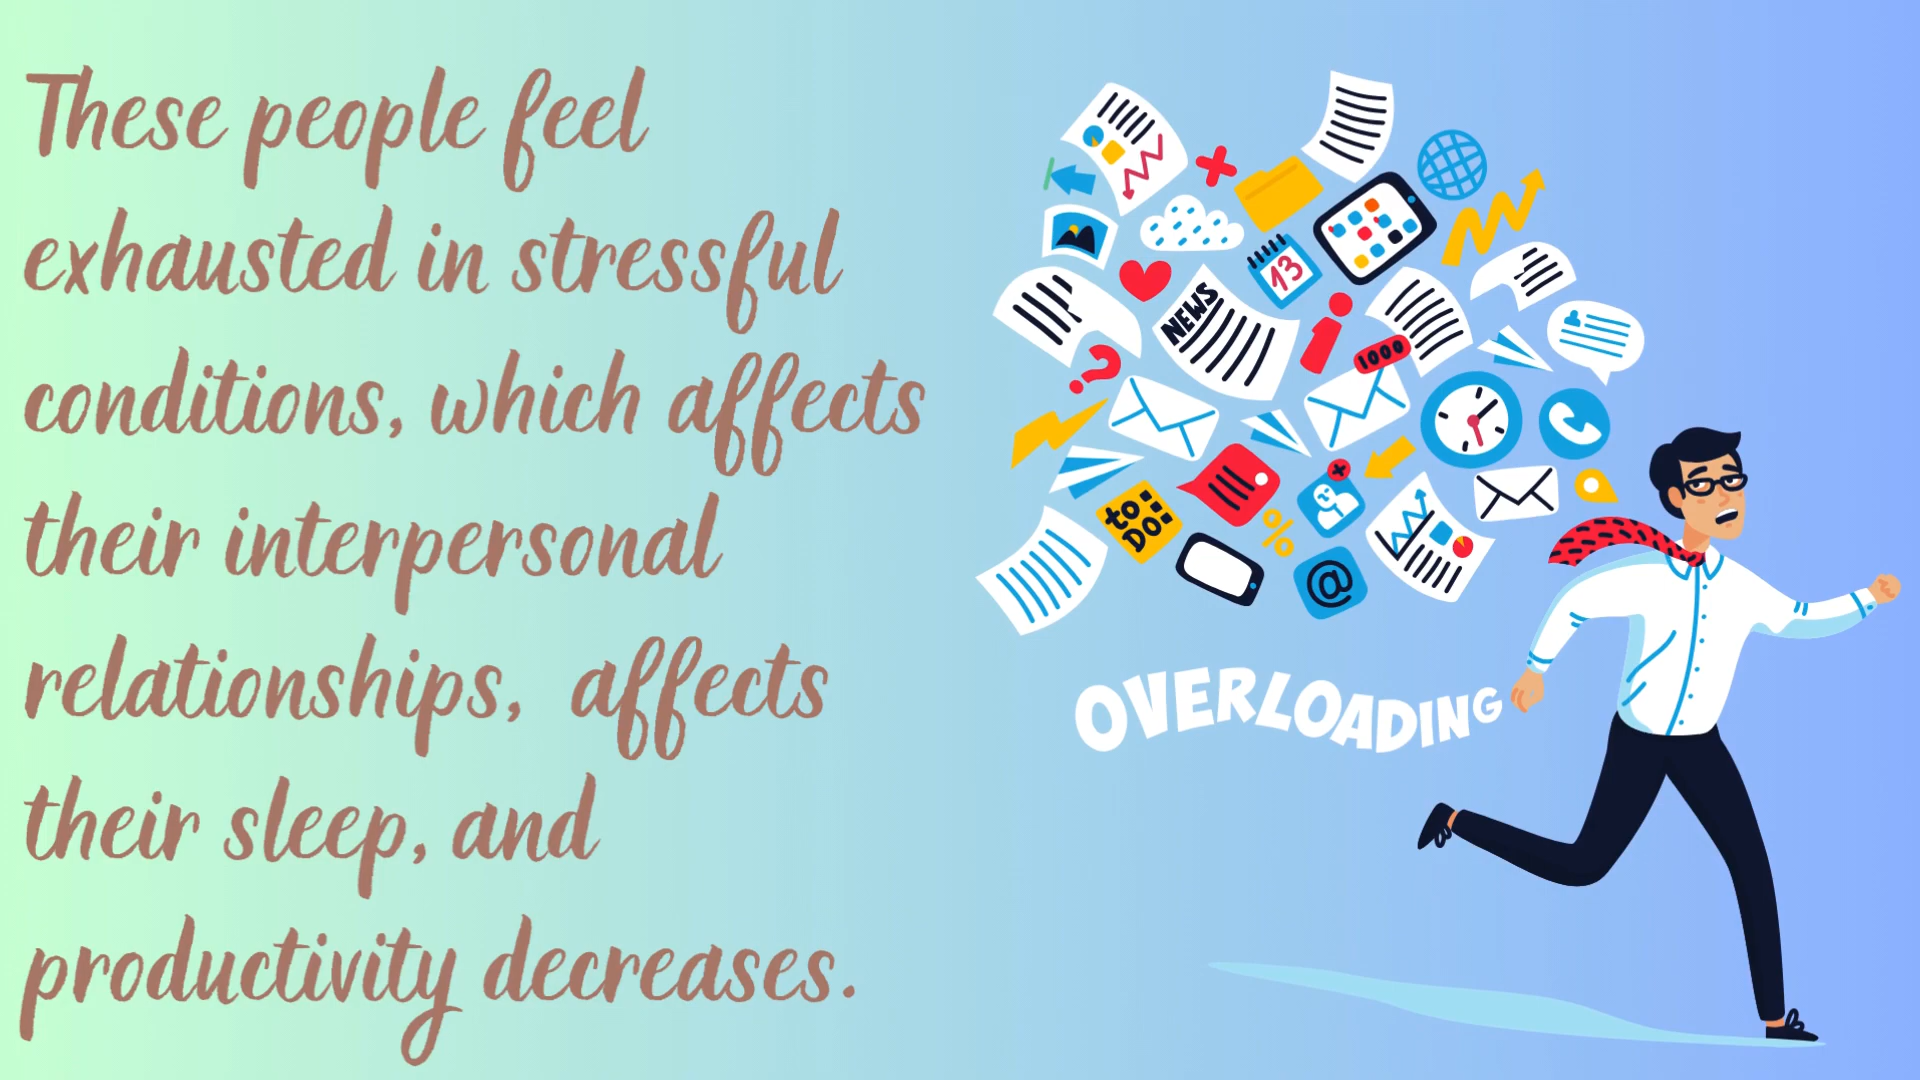 These people feel
exhausted in stressful
conditions, which affects
their interpersonal
relationships, affects
their sleep, and
productivity decreases.
13
NEWS
1000
to
DO:
%
@
OVERLOADING